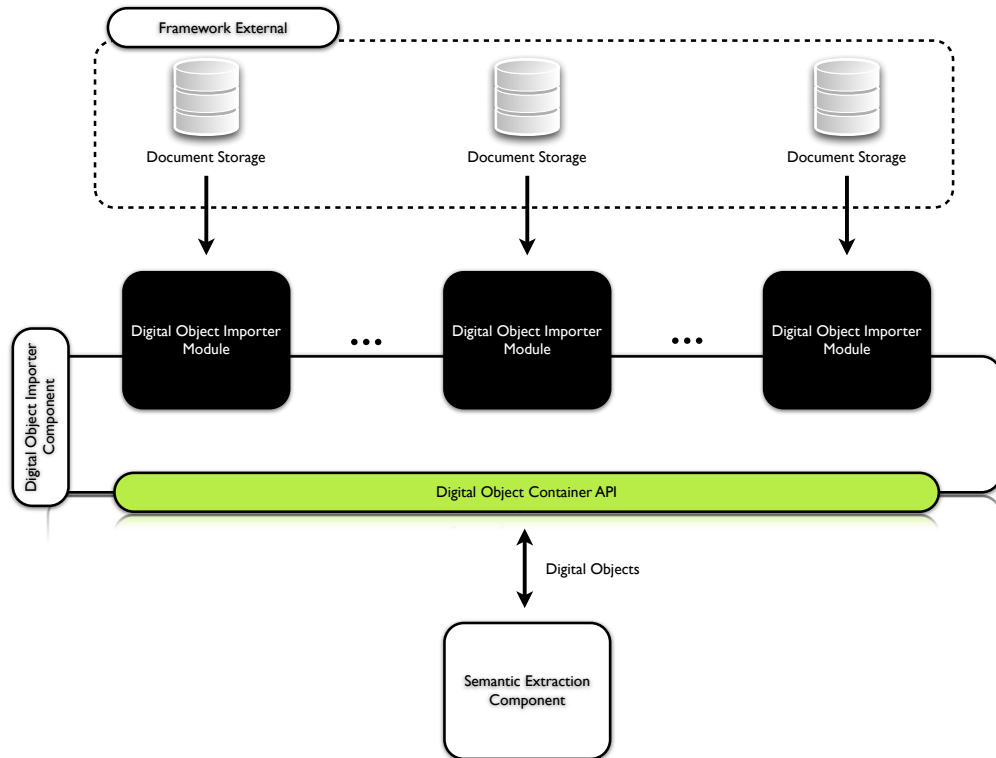 Framework External
Document Storage
Document Storage
Document Storage
Digital Object Importer
Module
...
Digital Object Importer
Module
...
Digital Object Importer
Module
Digital Object Importer
Component
Digital Object Container API
Digital Objects
Semantic Extraction
Component